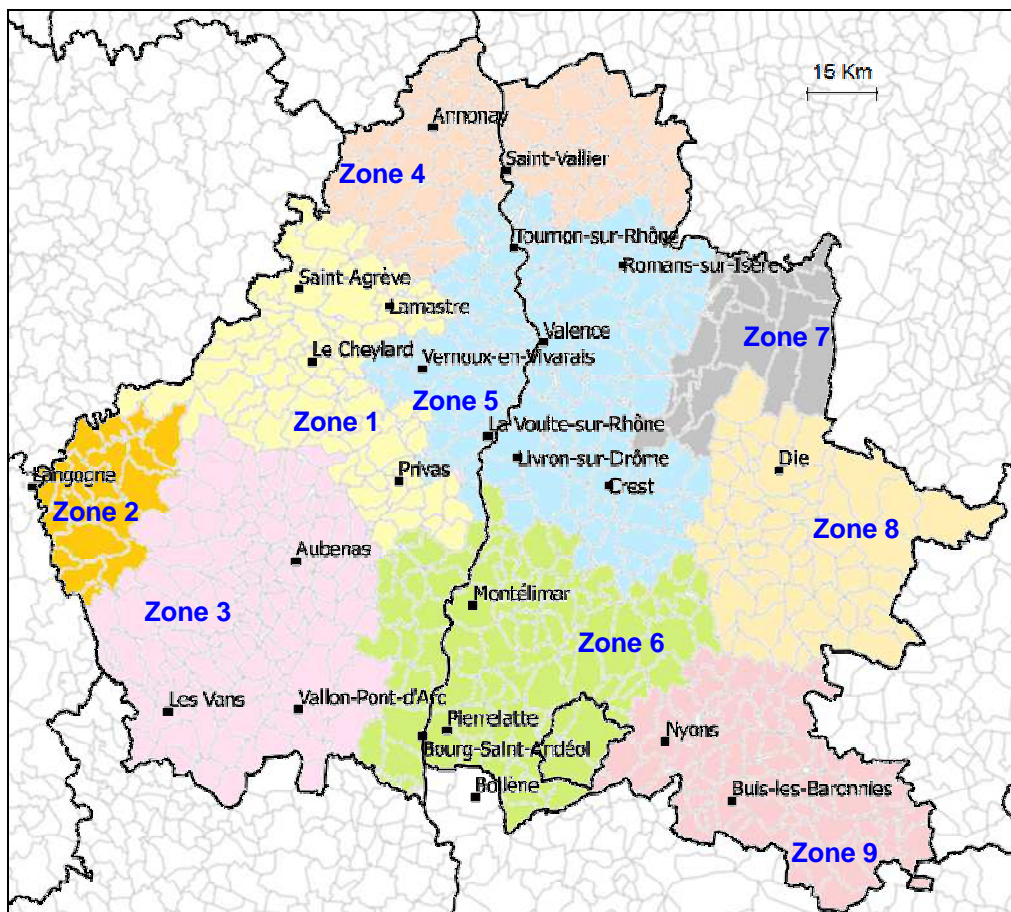 15 Km
Annonay
Saint-Vallier
Zone 4
Tournon-sur-Rhône
Romans-sur-Isère
Saint-Agrève
Lamastre
Zone 7
Valence
Le Cheylard
Vernoux-en-Vivarais
Zone 5
Zone 1
La Voulte-sur-Rhône
Livron-sur-Drôme
Die
Privas
Crest
Langogne
Zone 2
Zone 8
Aubenas
Montélimar
Zone 3
Zone 6
Les Vans
Vallon-Pont-d'Arc
Pierrelatte
Bourg-Saint-Andéol
Nyons
Bollène
Buis-les-Baronnies
Zone 9